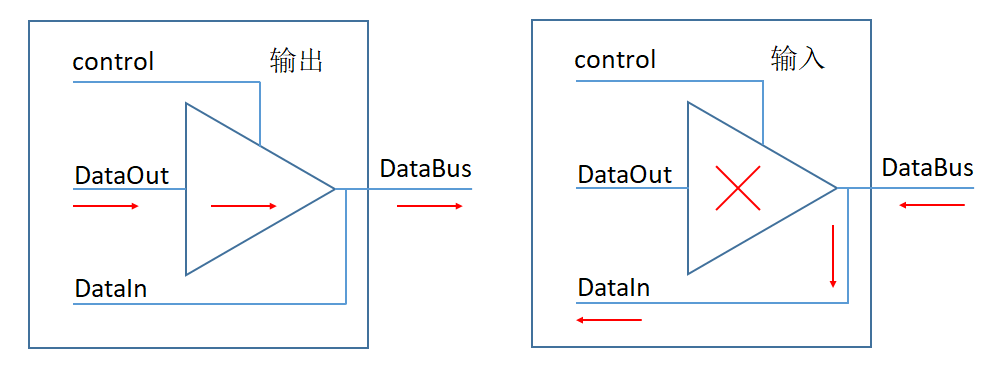 control
输出
DataOut
DataBus
DataIn
control
输入
DataOut
DataBus
DataIn